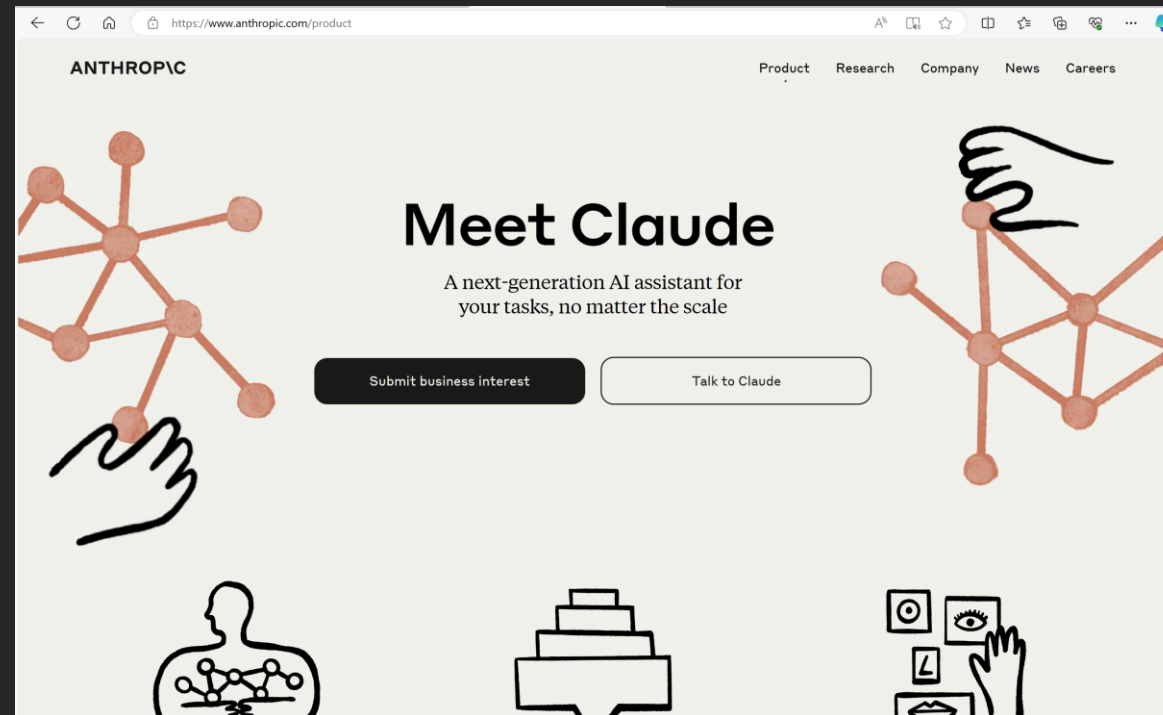 https://www.anthropic.com/product
ANTHROP\C
Product Research Company News Careers
Meet Claude
A next-generation AI assistant for
your tasks, no matter the scale
Submit business interest
Talk to Claude